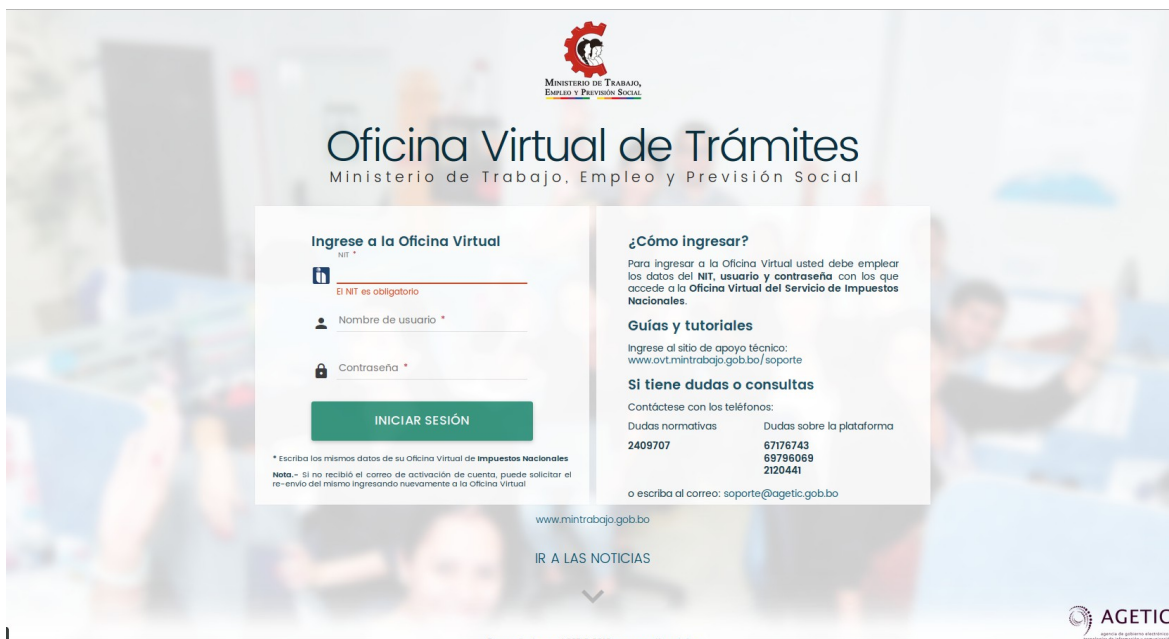 MINISTERIO DE TRABAJO,
EMPLEO Y PREVISIÓN SOCIAL
Oficina Virtual de Trámites
Ministerio de Trabajo, Empleo y Previsión Social
Ingrese a la Oficina Virtual
NIT *
El NIT es obligatorio
Nombre de usuario *
Contraseña *
INICIAR SESIÓN
* Escriba los mismos datos de su Oficina Virtual de Impuestos Nacionales
Nota.- Si no recibió el correo de activación de cuenta, puede solicitar el
re-envío del mismo ingresando nuevamente a la Oficina Virtual
¿Cómo ingresar?
Para ingresar a la Oficina Virtual usted debe emplear
los datos del NIT, usuario y contraseña con los que
accede a la Oficina Virtual del Servicio de Impuestos
Nacionales.
Guías y tutoriales
Ingrese al sitio de apoyo técnico:
www.ovt.mintrabajo.gob.bo/soporte
Si tiene dudas o consultas
Contáctese con los teléfonos:
Dudas normativas
2409707
Dudas sobre la plataforma
67176743
69796069
2120441
o escriba al correo: soporte@agetic.gob.bo
www.mintrabajo.gob.bo
IR A LAS NOTICIAS
AGETIC